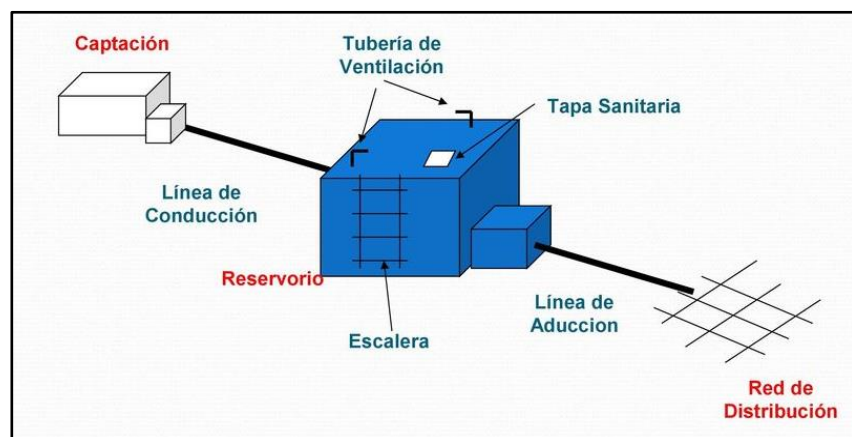 Captación
Tubería de
Ventilación
Tapa Sanitaria
Línea de
Conducción
Reservorio
Escalera
Línea de
Aduccion
Red de
Distribución